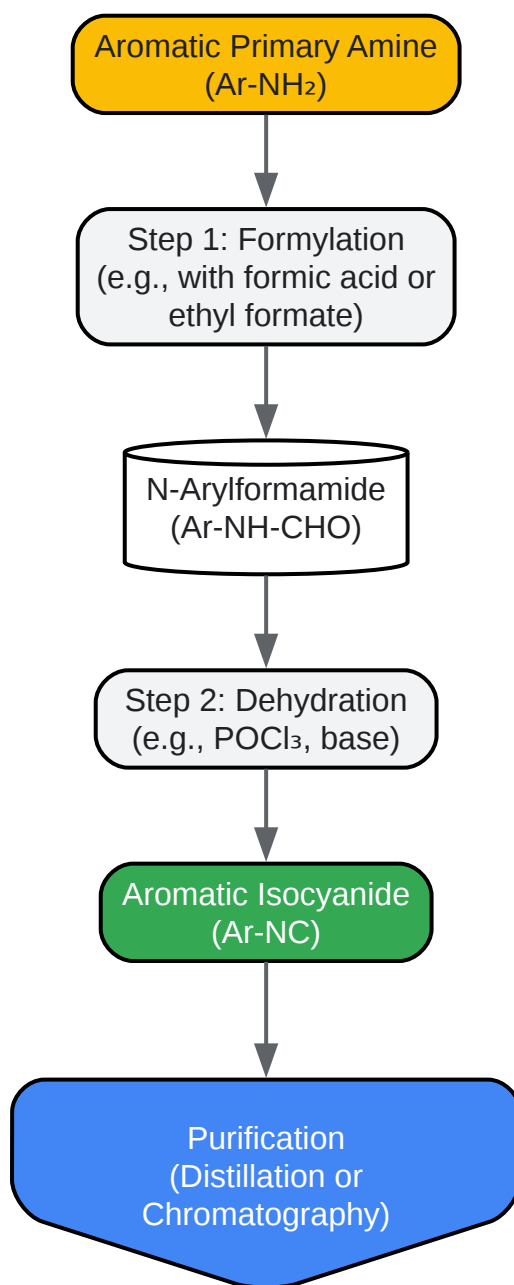 Aromatic Primary Amine
(Ar-NH₂)
Step 1: Formylation
(e.g., with formic acid or
ethyl formate)
N-Arylformamide
(Ar-NH-CHO)
Step 2: Dehydration
(e.g., POCl₃, base)
Aromatic Isocyanide
(Ar-NC)
Purification
(Distillation or
Chromatography)